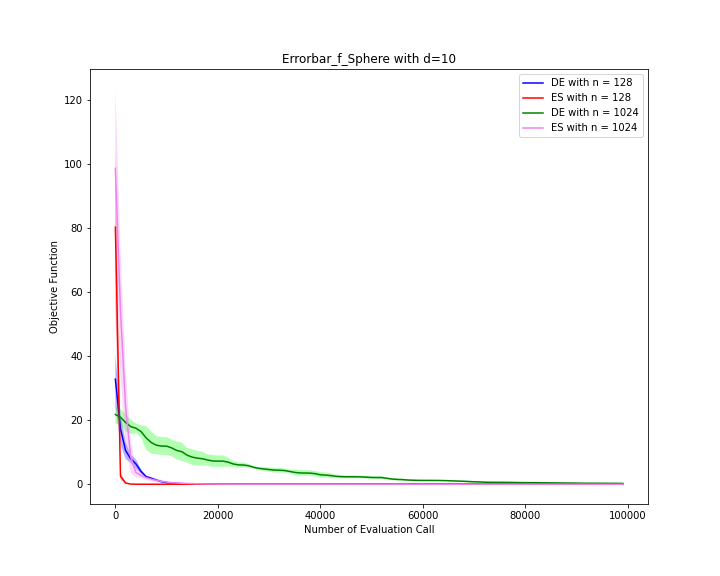 Errorbar_f_Sphere with d=10
DE with n = 128
ES with n = 128
DE with n = 1024
ES with n = 1024
Objective Function
120
100
80
60
40
20
0
0 20000 40000 60000 80000 100000
Number of Evaluation Call